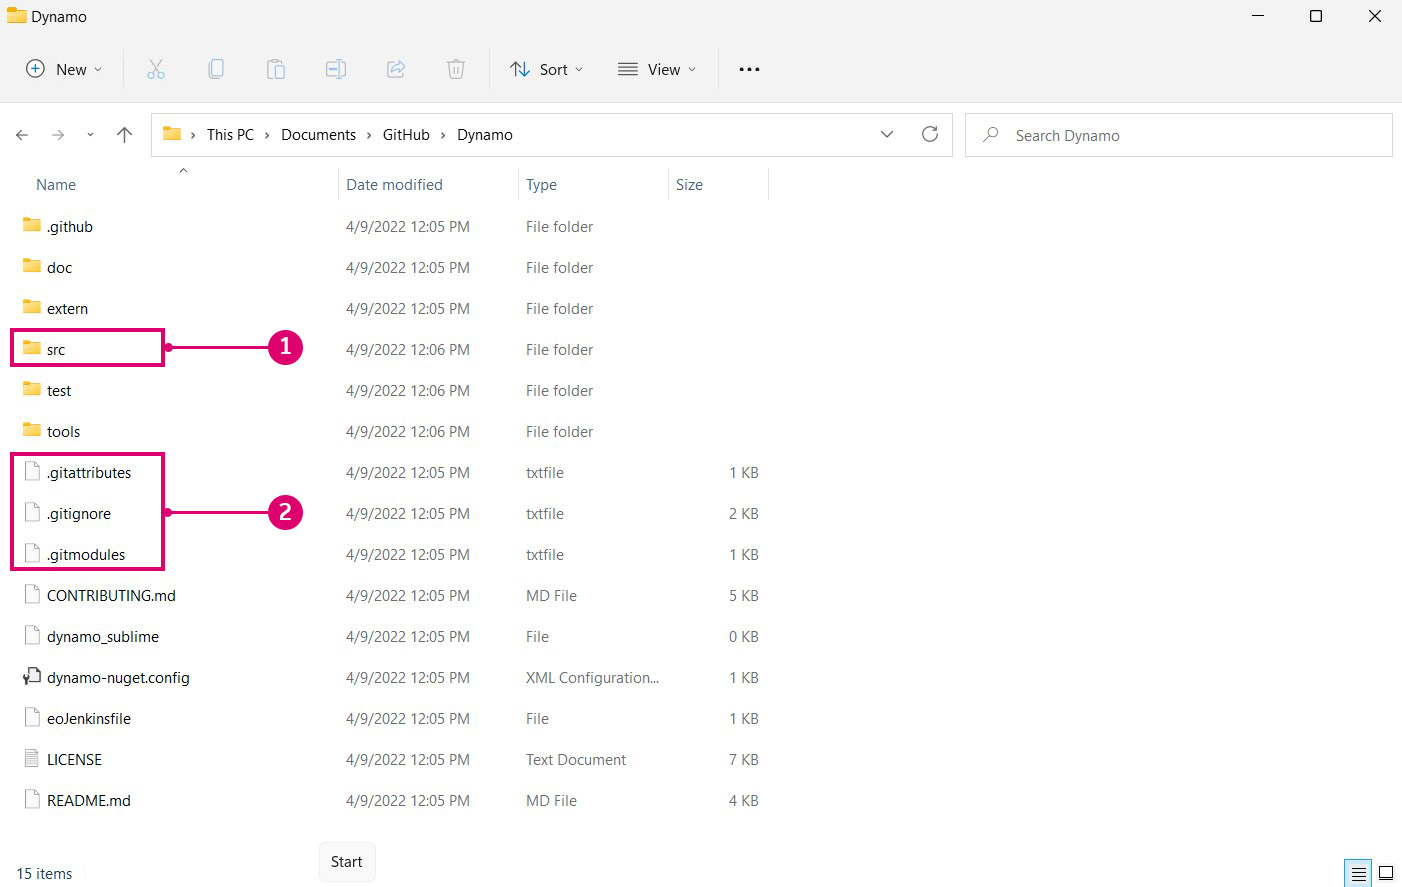 Dynamo
New Sort View
This PC Documents GitHub Dynamo Search Dynamo
Name Date modified Type Size
.github 4/9/2022 12:05 PM File folder
doc 4/9/2022 12:05 PM File folder
extern 4/9/2022 12:05 PM File folder
src 1 4/9/2022 12:06 PM File folder
test 4/9/2022 12:06 PM File folder
tools 4/9/2022 12:06 PM File folder
.gitattributes 4/9/2022 12:05 PM txtfile 1 KB
.gitignore 2 4/9/2022 12:05 PM txtfile 2 KB
.gitmodules 4/9/2022 12:05 PM txtfile 1 KB
CONTRIBUTING.md 4/9/2022 12:05 PM MD File 5 KB
dynamo_sublime 4/9/2022 12:05 PM File 0 KB
dynamo-nuget.config 4/9/2022 12:05 PM XML Configuration... 1 KB
eoJenkinsfile 4/9/2022 12:05 PM File 1 KB
LICENSE 4/9/2022 12:05 PM Text Document 7 KB
README.md 4/9/2022 12:05 PM MD File 4 KB
Start
15 items